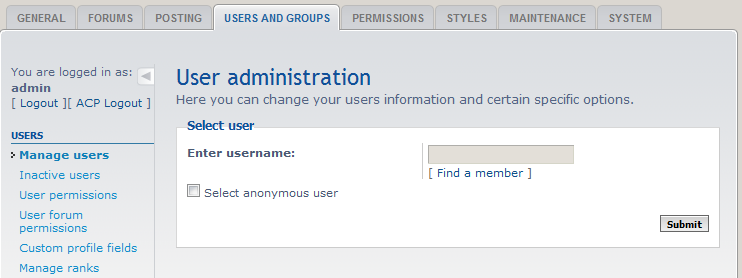 GENERAL FORUMS POSTING USERS AND GROUPS PERMISSIONS STYLES MAINTENANCE SYSTEM
You are logged in as:
admin
[ Logout ][ ACP Logout ]
USERS
Manage users
Inactive users
User permissions
User forum
permissions
Custom profile fields
Manage ranks
User administration
Here you can change your users information and certain specific options.
Select user
Enter username:
[ Find a member ]
Select anonymous user
Submit